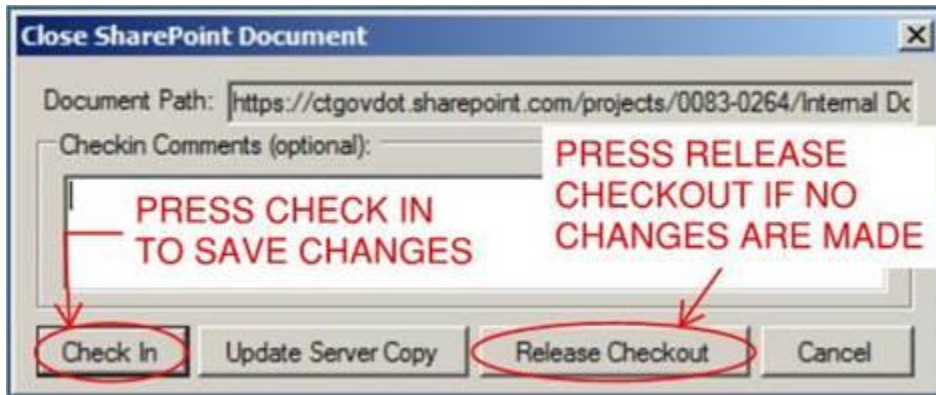 Close SharePoint Document
Document Path: https://ctgovdot.sharepoint.com/projects/0083-0264/Internal Dc
Checkin Comments (optional):
PRESS CHECK IN
TO SAVE CHANGES
PRESS RELEASE
CHECKOUT IF NO
CHANGES ARE MADE
Check In Update Server Copy Release Checkout Cancel